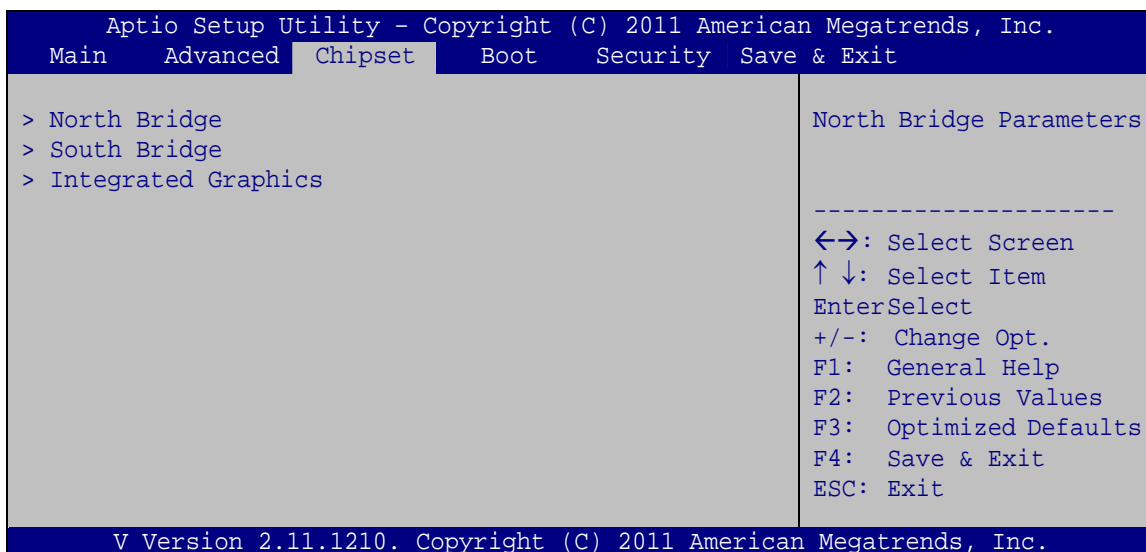 Aptio Setup Utility – Copyright (C) 2011 American Megatrends, Inc.
Main Advanced Chipset Boot Security Save & Exit
> North Bridge
> South Bridge
> Integrated Graphics
North Bridge Parameters
---------------------
←→: Select Screen
↑ ↓: Select Item
EnterSelect
+/-: Change Opt.
F1: General Help
F2: Previous Values
F3: Optimized Defaults
F4: Save & Exit
ESC: Exit
V Version 2.11.1210. Copyright (C) 2011 American Megatrends, Inc.